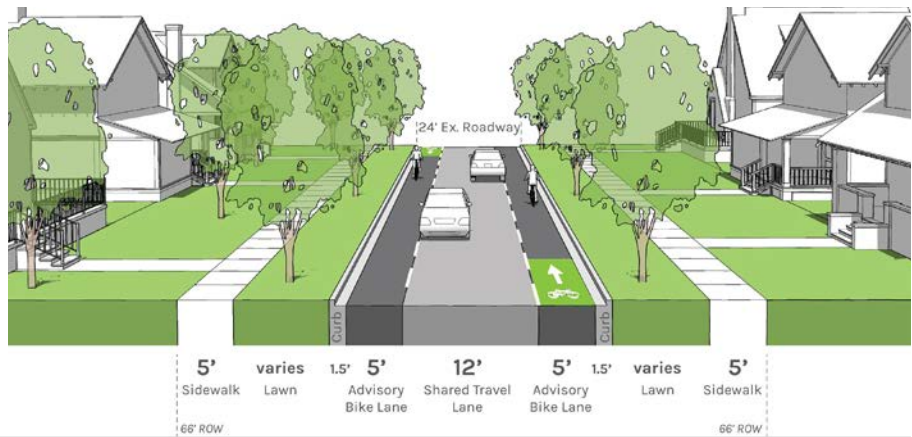 24' Ex. Roadway
Curb
Curb
5' varies 1.5' 5' 12' 5' 1.5' varies 5'
Sidewalk Lawn Advisory Bike Lane Shared Travel Lane Advisory Bike Lane Lawn Sidewalk
66' ROW 66' ROW